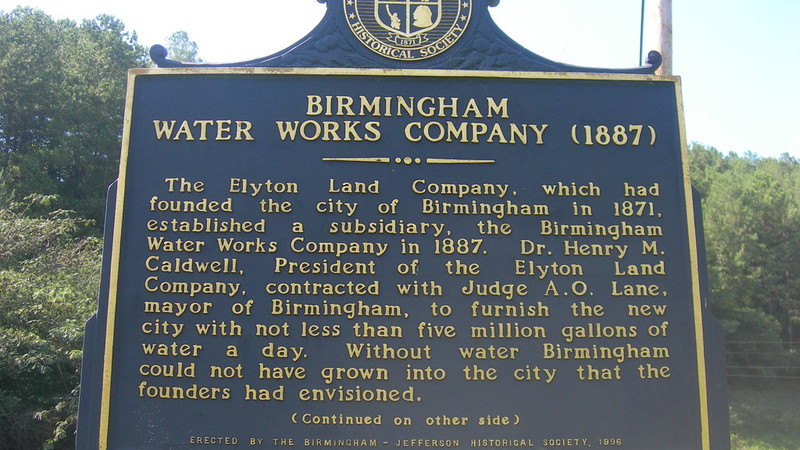 1871
HISTORICAL SOCIETY
BIRMINGHAM
WATER WORKS COMPANY (1887)
The Elyton Land Company, which had
founded the city of Birmingham in 1871,
established a subsidiary, the Birmingham
Water Works Company in 1887. Dr. Henry M.
Caldwell, President of the Elyton Land
Company, contracted with Judge A.O. Lane,
mayor of Birmingham, to furnish the new
city with not less than five million gallons of
water a day. Without water Birmingham
could not have grown into the city that the
founders had envisioned.
(Continued on other side)
ERECTED BY THE BIRMINGHAM - JEFFERSON HISTORICAL SOCIETY, 1996